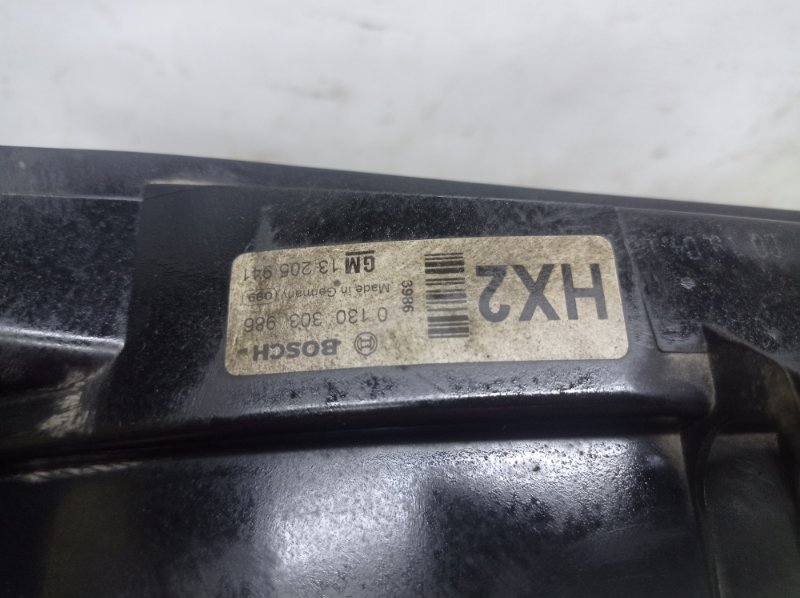 BOSCH
0 130 303 986
Made in Germany (099)
GM 13 205 941
3986
HX2